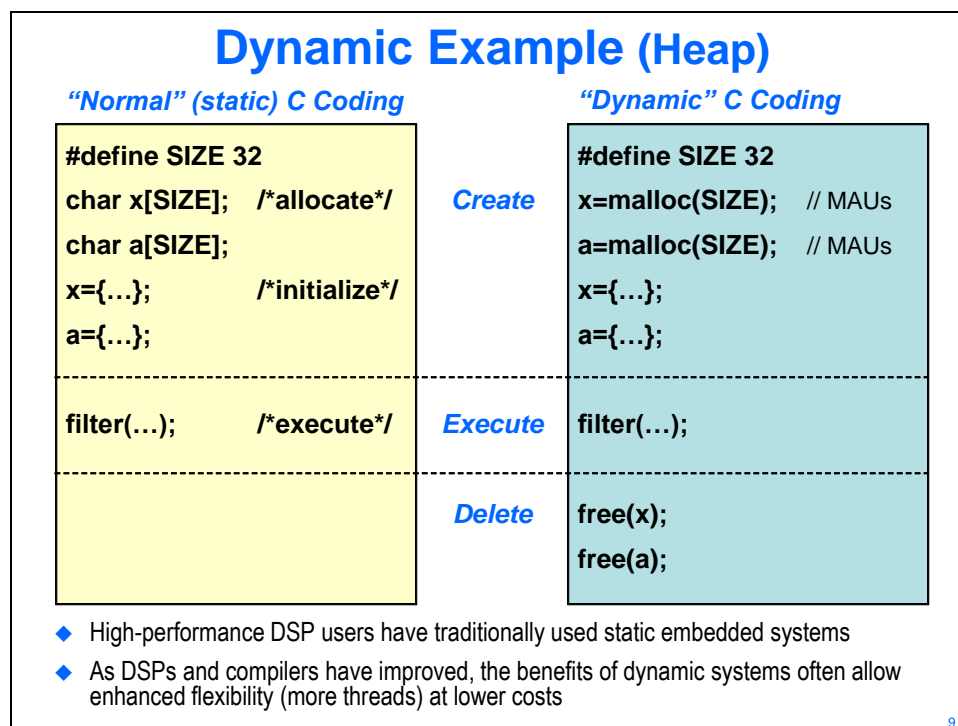 Dynamic Example (Heap)
"Normal" (static) C Coding
"Dynamic" C Coding
#define SIZE 32
char x[SIZE]; /*allocate*/
char a[SIZE];
x={…}; /*initialize*/
a={…};
filter(…); /*execute*/
Create
Execute
Delete
#define SIZE 32
x=malloc(SIZE); // MAUs
a=malloc(SIZE); // MAUs
x={…};
a={…};
filter(…);
free(x);
free(a);
◆ High-performance DSP users have traditionally used static embedded systems
◆ As DSPs and compilers have improved, the benefits of dynamic systems often allow
enhanced flexibility (more threads) at lower costs
9